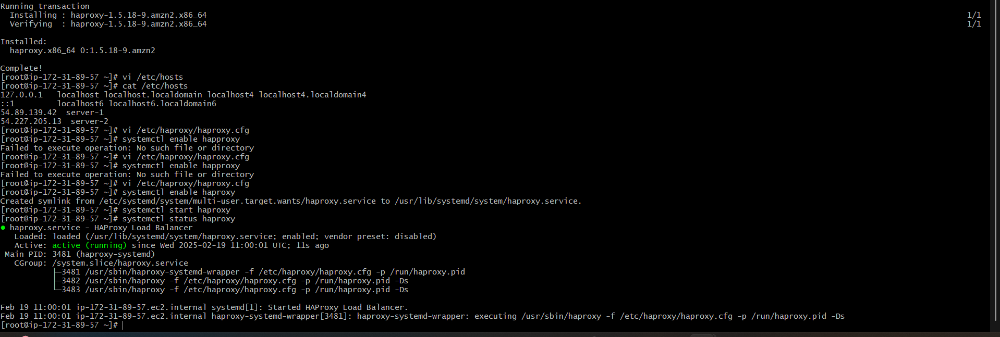 Running transaction
  Installing : haproxy-1.5.18-9.amzn2.x86_64 1/1
  Verifying  : haproxy-1.5.18-9.amzn2.x86_64 1/1

Installed:
  haproxy.x86_64 0:1.5.18-9.amzn2

Complete!
[root@ip-172-31-89-57 ~]# vi /etc/hosts
[root@ip-172-31-89-57 ~]# cat /etc/hosts
127.0.0.1   localhost localhost.localdomain localhost4 localhost4.localdomain4
::1         localhost6 localhost6.localdomain6
54.89.139.42  server-1
54.227.205.13  server-2
[root@ip-172-31-89-57 ~]# vi /etc/haproxy/haproxy.cfg
[root@ip-172-31-89-57 ~]# systemctl enable happroxy
Failed to execute operation: No such file or directory
[root@ip-172-31-89-57 ~]# vi /etc/haproxy/haproxy.cfg
[root@ip-172-31-89-57 ~]# systemctl enable happroxy
Failed to execute operation: No such file or directory
[root@ip-172-31-89-57 ~]# vi /etc/haproxy/haproxy.cfg
[root@ip-172-31-89-57 ~]# systemctl enable haproxy
Created symlink from /etc/systemd/system/multi-user.target.wants/haproxy.service to /usr/lib/systemd/system/haproxy.service.
[root@ip-172-31-89-57 ~]# systemctl start haproxy
[root@ip-172-31-89-57 ~]# systemctl status haproxy
● haproxy.service - HAProxy Load Balancer
   Loaded: loaded (/usr/lib/systemd/system/haproxy.service; enabled; vendor preset: disabled)
   Active: active (running) since Wed 2025-02-19 11:00:01 UTC; 11s ago
 Main PID: 3481 (haproxy-systemd)
   CGroup: /system.slice/haproxy.service
           ├─3481 /usr/sbin/haproxy-systemd-wrapper -f /etc/haproxy/haproxy.cfg -p /run/haproxy.pid
           ├─3482 /usr/sbin/haproxy -f /etc/haproxy/haproxy.cfg -p /run/haproxy.pid -Ds
           └─3483 /usr/sbin/haproxy -f /etc/haproxy/haproxy.cfg -p /run/haproxy.pid -Ds

Feb 19 11:00:01 ip-172-31-89-57.ec2.internal systemd[1]: Started HAProxy Load Balancer.
Feb 19 11:00:01 ip-172-31-89-57.ec2.internal haproxy-systemd-wrapper[3481]: haproxy-systemd-wrapper: executing /usr/sbin/haproxy -f /etc/haproxy/haproxy.cfg -p /run/haproxy.pid -Ds
[root@ip-172-31-89-57 ~]#